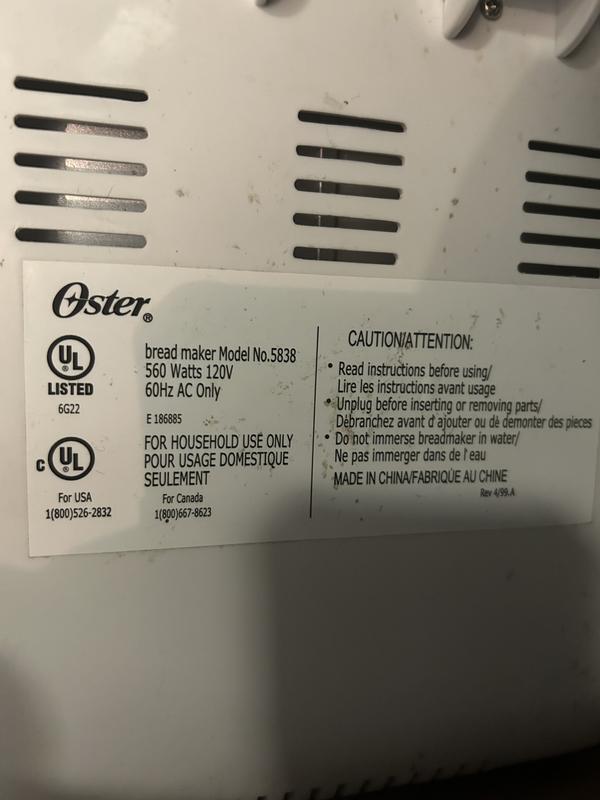 Oster®
UL®
LISTED
6G22
c UL®
For USA
1(800)526-2832
bread maker Model No.5838
560 Watts 120V
60Hz AC Only
E 186885
FOR HOUSEHOLD USE ONLY
POUR USAGE DOMESTIQUE
SEULEMENT
For Canada
1(800)667-8623
CAUTION/ATTENTION:
• Read instructions before using/
Lire les instructions avant usage
• Unplug before inserting or removing parts/
Débranchez avant d'ajouter ou dè demonter des pieces
• Do not immerse breadmaker in water/
Ne pas immerger dans de l'eau
MADE IN CHINA/FABRIQUÉ AU CHINE
Rev 4/99.A